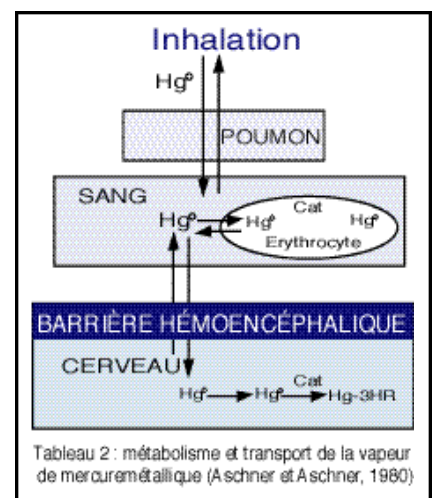 Inhalation
Hg°
POUMON
SANG
Cat
Hg° Hg° Hg°
Erythrocyte
BARRIÈRE HÉMOENCÉPHALIQUE
CERVEAU
Cat
Hg° Hg° Hg-3HR
Tableau 2 : métabolisme et transport de la vapeur
de mercuremétallique (Aschner et Aschner, 1980)